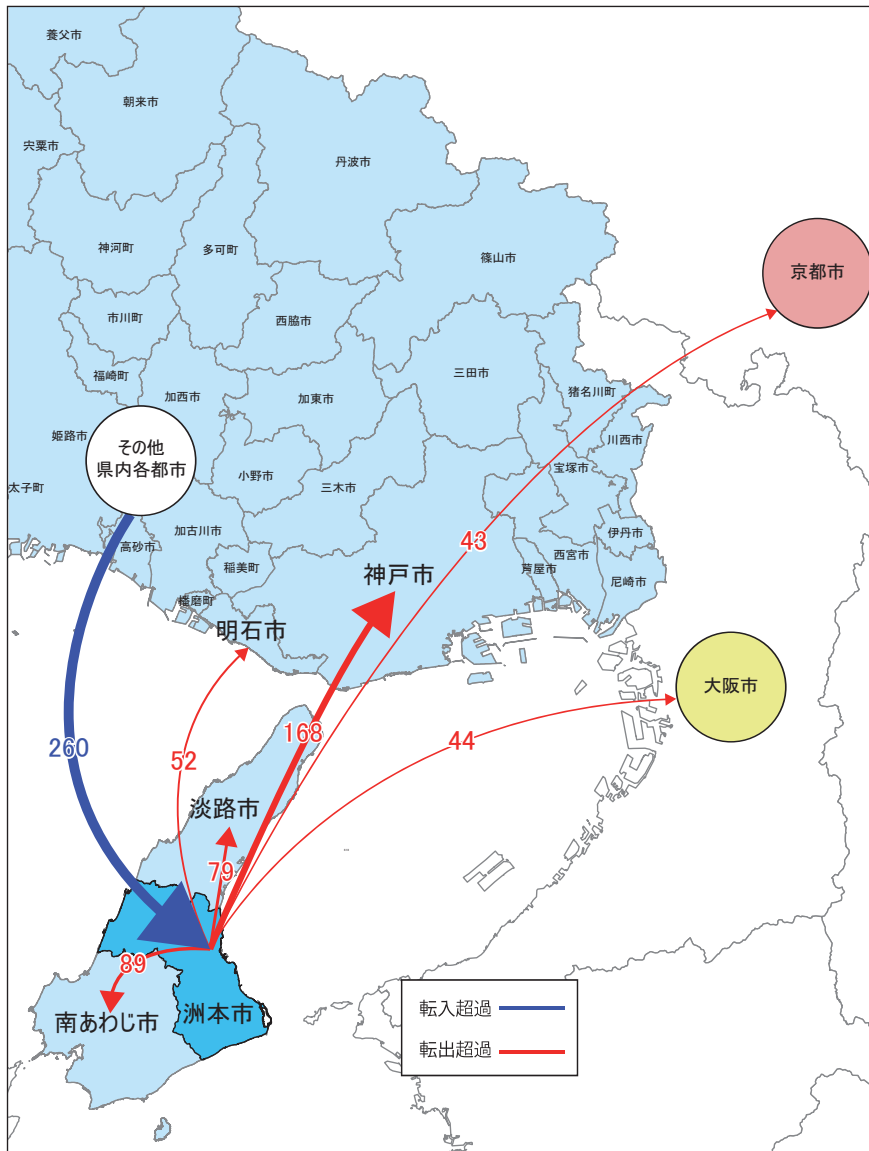 養父市
朝来市
宍粟市
丹波市
神河町
多可町
篠山市
京都市
市川町
西脇市
福崎町
加西市
加東市
三田市
猪名川町
姫路市
その他
県内各都市
川西市
太子町
小野市
三木市
宝塚市
高砂市
加古川市
43
伊丹市
稲美町
神戸市
芦屋市
西宮市
尼崎市
播磨町
明石市
大阪市
260
168
52
44
淡路市
79
89
南あわじ市
洲本市
転入超過
転出超過